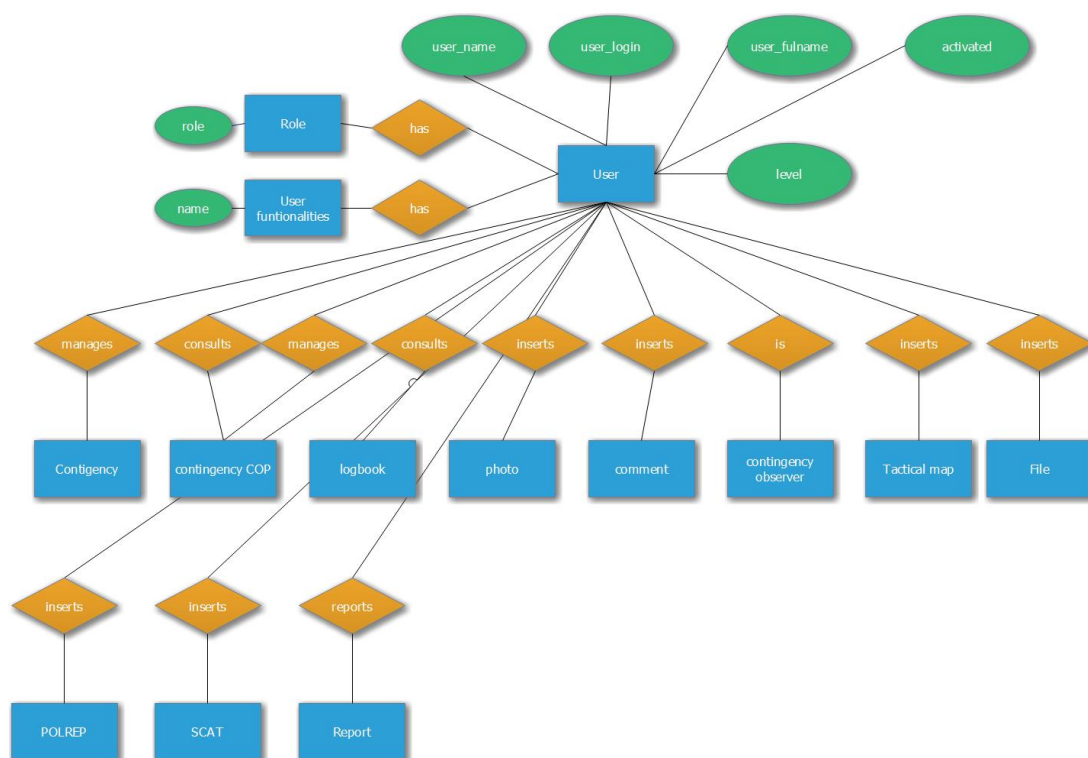 user_name
user_login
user_fulname
activated
role
Role
has
User
level
name
User
funtionalities
has
manages
consults
manages
consults
inserts
inserts
is
inserts
inserts
Contigency
contingency COP
logbook
photo
comment
contingency
observer
Tactical map
File
inserts
inserts
reports
POLREP
SCAT
Report